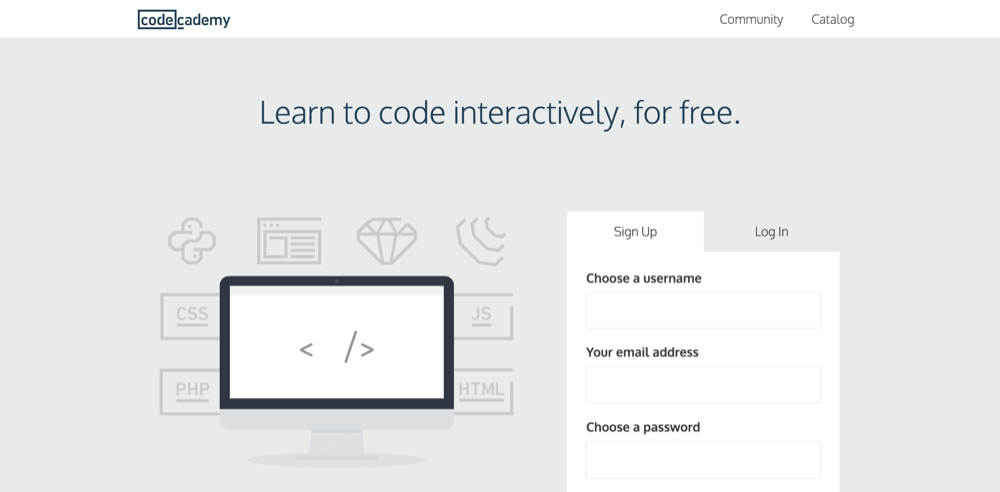 codecademy
Community
Catalog
Learn to code interactively, for free.
CSS
JS
< />
PHP
HTML
Sign Up
Log In
Choose a username
Your email address
Choose a password